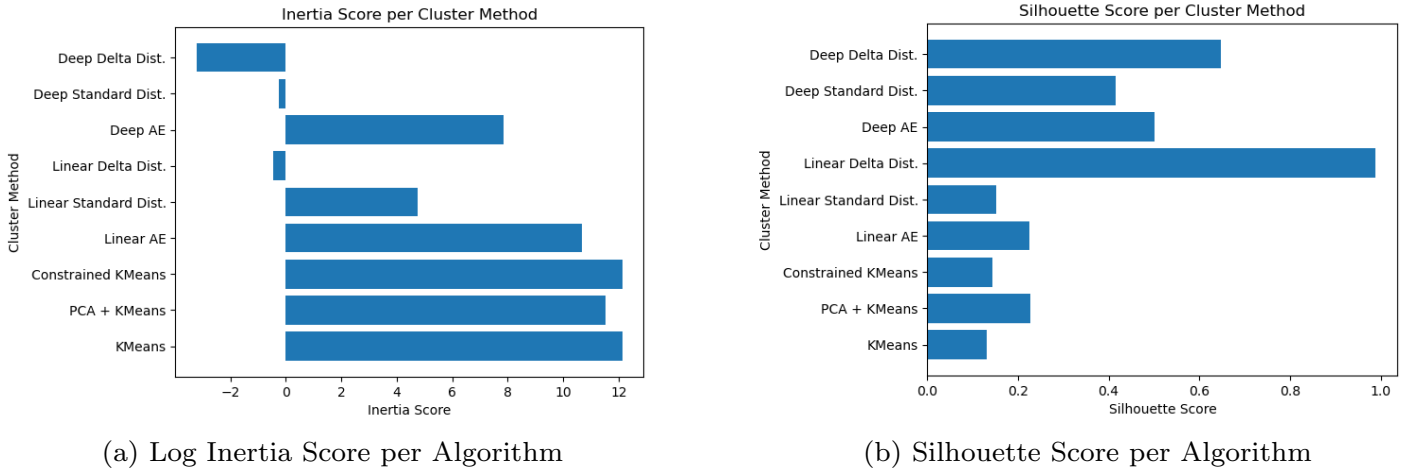 Inertia Score per Cluster Method
Deep Delta Dist.
Deep Standard Dist.
Deep AE
Linear Delta Dist.
Linear Standard Dist.
Linear AE
Constrained KMeans
PCA + KMeans
KMeans
Cluster Method
−2 0 2 4 6 8 10 12
Inertia Score
(a) Log Inertia Score per Algorithm
Silhouette Score per Cluster Method
Deep Delta Dist.
Deep Standard Dist.
Deep AE
Linear Delta Dist.
Linear Standard Dist.
Linear AE
Constrained KMeans
PCA + KMeans
KMeans
Cluster Method
0.0 0.2 0.4 0.6 0.8 1.0
Silhouette Score
(b) Silhouette Score per Algorithm